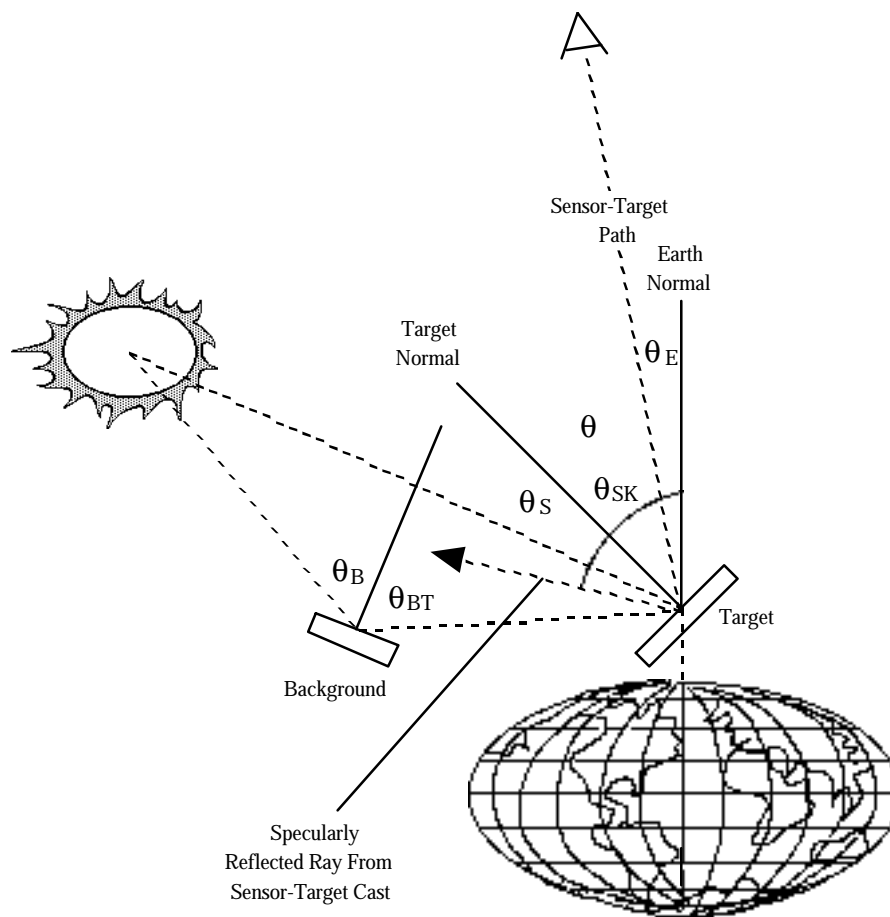 Sensor-Target
Path
Earth
Normal
Target
Normal
θE
θ
θSK
θS
θB
θBT
Target
Background
Specularly
Reflected Ray From
Sensor-Target Cast